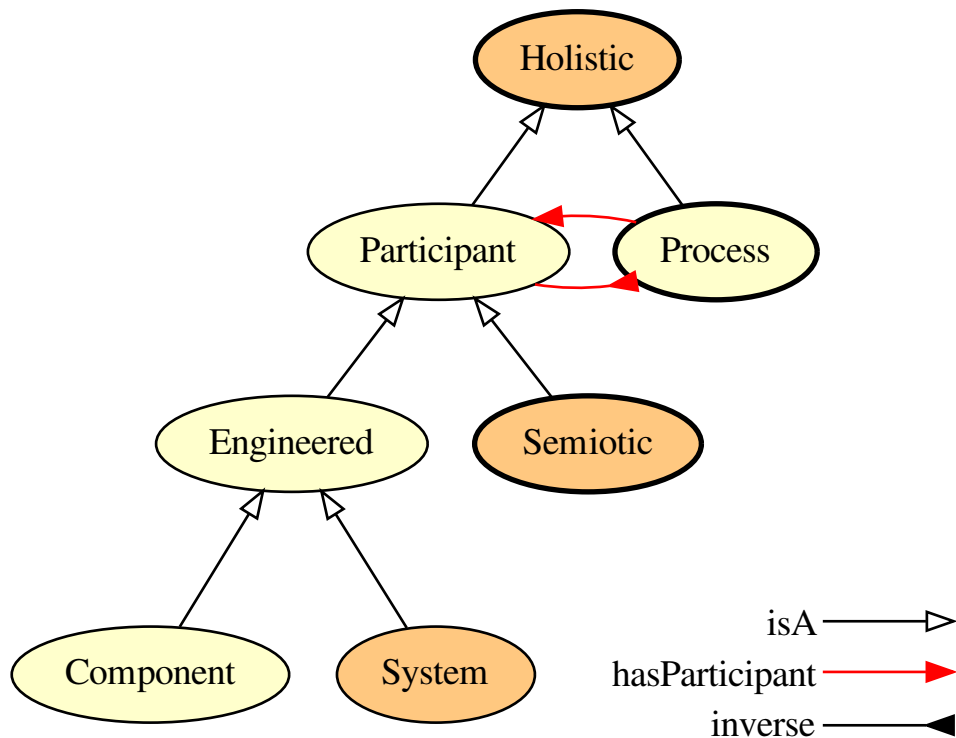 Holistic
Participant
Process
Engineered
Semiotic
Component
System
isA
hasParticipant
inverse